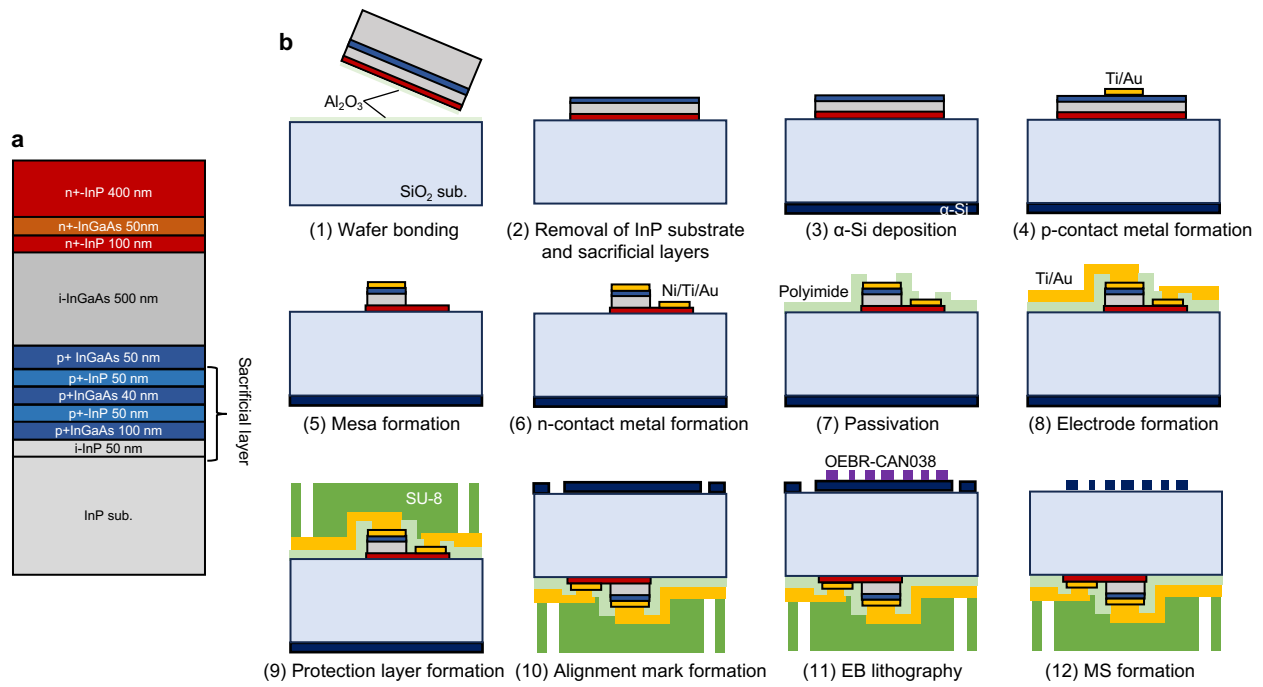 a
n+-InP 400 nm
n+-InGaAs 50nm
n+-InP 100 nm
i-InGaAs 500 nm
p+ InGaAs 50 nm
p+-InP 50 nm
p+InGaAs 40 nm
p+-InP 50 nm
p+InGaAs 100 nm
i-InP 50 nm
InP sub.
Sacrificial layer
b
Al₂O₃
SiO₂ sub.
(1) Wafer bonding
(2) Removal of InP substrate
and sacrificial layers
α-Si
(3) α-Si deposition
Ti/Au
(4) p-contact metal formation
(5) Mesa formation
Ni/Ti/Au
(6) n-contact metal formation
Polyimide
(7) Passivation
Ti/Au
(8) Electrode formation
SU-8
(9) Protection layer formation
(10) Alignment mark formation
OEBR-CAN038
(11) EB lithography
(12) MS formation